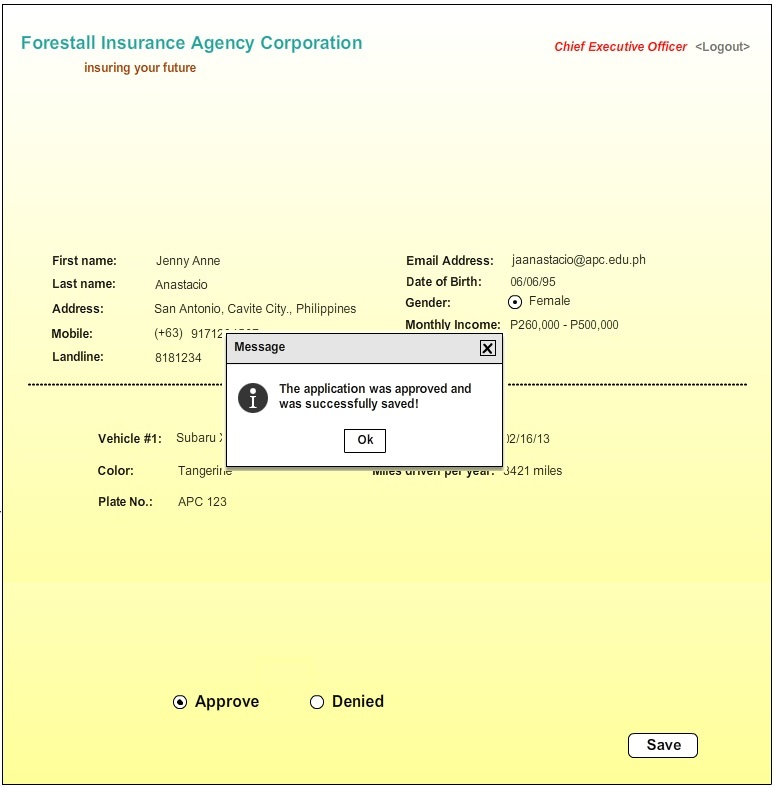 Forestall Insurance Agency Corporation
Chief Executive Officer <Logout>
insuring your future
First name: Jenny Anne
Email Address: jaanastacio@apc.edu.ph
Last name: Anastacio
Date of Birth: 06/06/95
Address: San Antonio, Cavite City., Philippines
Gender: Female
Mobile: (+63)
Monthly Income: P260,000 - P500,000
Landline: 8181234
Message
The application was approved and
was successfully saved!
Ok
Vehicle #1: Subaru
02/16/13
Color: Tangerine
Miles driven per year: 3421 miles
Plate No.: APC 123
Approve
Denied
Save